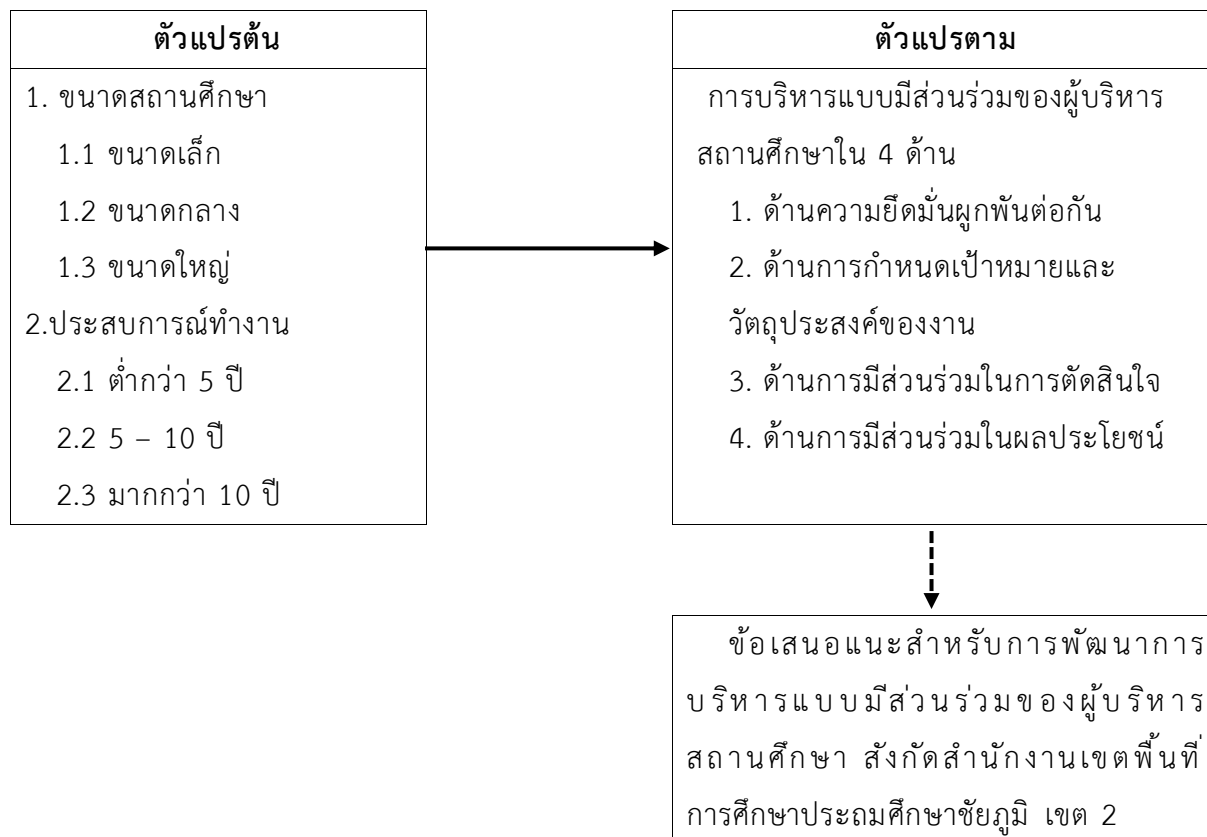 ตัวแปรต้น
1. ขนาดสถานศึกษา
1.1 ขนาดเล็ก
1.2 ขนาดกลาง
1.3 ขนาดใหญ่
2.ประสบการณ์ทำงาน
2.1 ต่ำกว่า 5 ปี
2.2 5 – 10 ปี
2.3 มากกว่า 10 ปี
ตัวแปรตาม
การบริหารแบบมีส่วนร่วมของผู้บริหาร
สถานศึกษาใน 4 ด้าน
1. ด้านความยึดมั่นผูกพันต่อกัน
2. ด้านการกำหนดเป้าหมายและ
วัตถุประสงค์ของงาน
3. ด้านการมีส่วนร่วมในการตัดสินใจ
4. ด้านการมีส่วนร่วมในผลประโยชน์
ข้อเสนอแนะสำหรับการพัฒนาการ
บริหารแบบมีส่วนร่วมของผู้บริหาร
สถานศึกษา สังกัดสำนักงานเขตพื้นที่
การศึกษาประถมศึกษาชัยภูมิ เขต 2